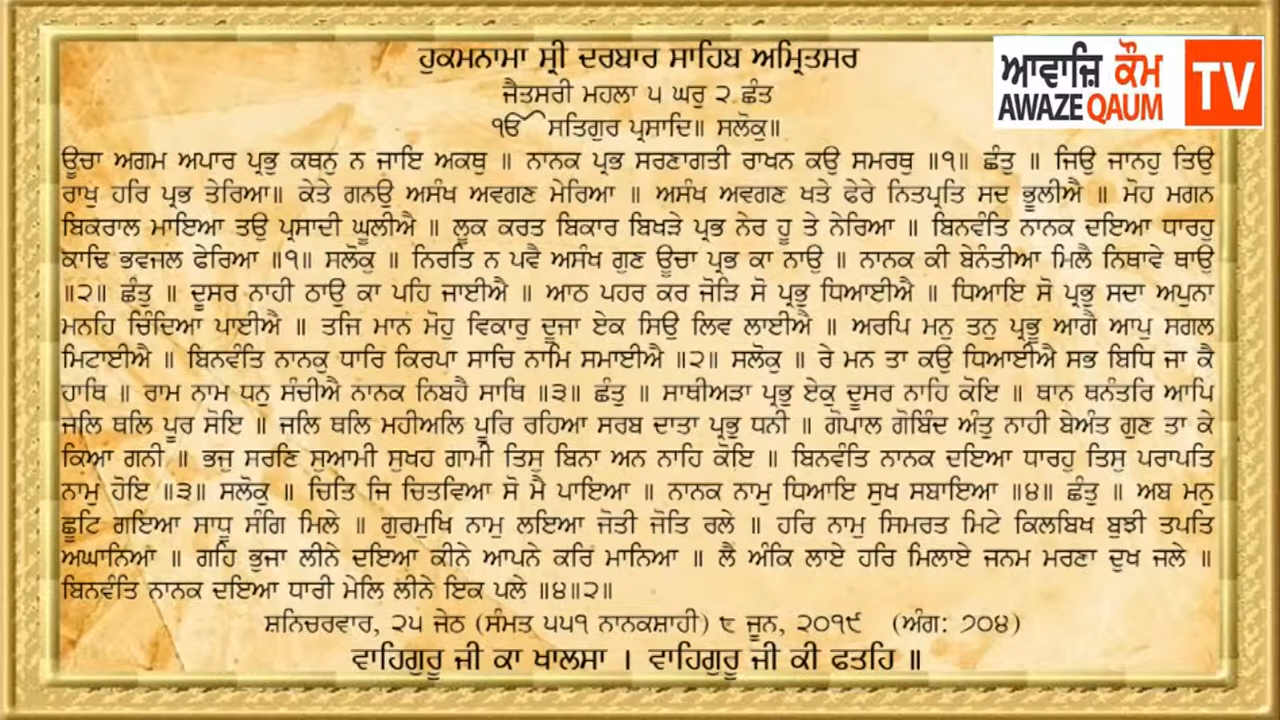 ਹੁਕਮਨਾਮਾ ਸ੍ਰੀ ਦਰਬਾਰ ਸਾਹਿਬ ਅਮ੍ਰਿਤਸਰ
ਆਵਾਜ਼ਿ ਕੌਮ
AWAZE QAUM
TV
ਜੈਤਸਰੀ ਮਹਲਾ ੫ ਘਰੁ ੨ ਛੰਤ
ੴ ਸਤਿਗੁਰ ਪ੍ਰਸਾਦਿ॥ ਸਲੋਕੁ॥
ਊਚਾ ਅਗਮ ਅਪਾਰ ਪ੍ਰਭੁ ਕਥਨੁ ਨ ਜਾਇ ਅਕਥੁ ॥ ਨਾਨਕ ਪ੍ਰਭ ਸਰਣਾਗਤੀ ਰਾਖਨ ਕਉ ਸਮਰਥੁ ॥੧॥ ਛੰਤੁ ॥ ਜਿਉ ਜਾਨਹੁ ਤਿਉ
ਰਾਖੁ ਹਰਿ ਪ੍ਰਭ ਤੇਰਿਆ॥ ਕੇਤੇ ਗਨਉ ਅਸੰਖ ਅਵਗਣ ਮੇਰਿਆ ॥ ਅਸੰਖ ਅਵਗਣ ਖਤੇ ਫੇਰੇ ਨਿਤਪ੍ਰਤਿ ਸਦ ਭੂਲੀਐ ॥ ਮੋਹ ਮਗਨ
ਬਿਕਰਾਲ ਮਾਇਆ ਤਉ ਪ੍ਰਸਾਦੀ ਘੂਲੀਐ ॥ ਲੂਕ ਕਰਤ ਬਿਕਾਰ ਬਿਖੜੇ ਪ੍ਰਭ ਨੇਰ ਹੂ ਤੇ ਨੇਰਿਆ ॥ ਬਿਨਵੰਤਿ ਨਾਨਕ ਦਇਆ ਧਾਰਹੁ
ਕਾਢਿ ਭਵਜਲ ਫੇਰਿਆ ॥੧॥ ਸਲੋਕੁ ॥ ਨਿਰਤਿ ਨ ਪਵੈ ਅਸੰਖ ਗੁਣ ਊਚਾ ਪ੍ਰਭ ਕਾ ਨਾਉ ॥ ਨਾਨਕ ਕੀ ਬੇਨੰਤੀਆ ਮਿਲੈ ਨਿਥਾਵੇ ਥਾਉ
॥੨॥ ਛੰਤੁ ॥ ਦੂਸਰ ਨਾਹੀ ਠਾਉ ਕਾ ਪਹਿ ਜਾਈਐ ॥ ਆਠ ਪਹਰ ਕਰ ਜੋੜਿ ਸੋ ਪ੍ਰਭੁ ਧਿਆਈਐ ॥ ਧਿਆਇ ਸੋ ਪ੍ਰਭੁ ਸਦਾ ਅਪੁਨਾ
ਮਨਹਿ ਚਿੰਦਿਆ ਪਾਈਐ ॥ ਤਜਿ ਮਾਨ ਮੋਹੁ ਵਿਕਾਰੁ ਦੂਜਾ ਏਕ ਸਿਉ ਲਿਵ ਲਾਈਐ ॥ ਅਰਪਿ ਮਨੁ ਤਨੁ ਪ੍ਰਭੂ ਆਗੈ ਆਪੁ ਸਗਲ
ਮਿਟਾਈਐ ॥ ਬਿਨਵੰਤਿ ਨਾਨਕੁ ਧਾਰਿ ਕਿਰਪਾ ਸਾਚਿ ਨਾਮਿ ਸਮਾਈਐ ॥੨॥ ਸਲੋਕੁ ॥ ਰੇ ਮਨ ਤਾ ਕਉ ਧਿਆਈਐ ਸਭ ਬਿਧਿ ਜਾ ਕੈ
ਹਾਥਿ ॥ ਰਾਮ ਨਾਮ ਧਨੁ ਸੰਚੀਐ ਨਾਨਕ ਨਿਬਹੈ ਸਾਥਿ ॥੩॥ ਛੰਤੁ ॥ ਸਾਥੀਅੜਾ ਪ੍ਰਭੁ ਏਕੁ ਦੂਸਰ ਨਾਹਿ ਕੋਇ ॥ ਥਾਨ ਥਨੰਤਰਿ ਆਪਿ
ਜਲਿ ਥਲਿ ਪੂਰ ਸੋਇ ॥ ਜਲਿ ਥਲਿ ਮਹੀਅਲਿ ਪੂਰਿ ਰਹਿਆ ਸਰਬ ਦਾਤਾ ਪ੍ਰਭੁ ਧਨੀ ॥ ਗੋਪਾਲ ਗੋਬਿੰਦ ਅੰਤੁ ਨਾਹੀ ਬੇਅੰਤ ਗੁਣ ਤਾ ਕੇ
ਕਿਆ ਗਨੀ ॥ ਭਜੁ ਸਰਣਿ ਸੁਆਮੀ ਸੁਖਹ ਗਾਮੀ ਤਿਸੁ ਬਿਨਾ ਅਨ ਨਾਹਿ ਕੋਇ ॥ ਬਿਨਵੰਤਿ ਨਾਨਕ ਦਇਆ ਧਾਰਹੁ ਤਿਸੁ ਪਰਾਪਤਿ
ਨਾਮੁ ਹੋਇ ॥੩॥ ਸਲੋਕੁ ॥ ਚਿਤਿ ਜਿ ਚਿਤਵਿਆ ਸੋ ਮੈ ਪਾਇਆ ॥ ਨਾਨਕ ਨਾਮੁ ਧਿਆਇ ਸੁਖ ਸਬਾਇਆ ॥੪॥ ਛੰਤੁ ॥ ਅਬ ਮਨੁ
ਛੂਟਿ ਗਇਆ ਸਾਧੂ ਸੰਗਿ ਮਿਲੇ ॥ ਗੁਰਮੁਖਿ ਨਾਮੁ ਲਇਆ ਜੋਤੀ ਜੋਤਿ ਰਲੇ ॥ ਹਰਿ ਨਾਮੁ ਸਿਮਰਤ ਮਿਟੇ ਕਿਲਬਿਖ ਬੁਝੀ ਤਪਤਿ
ਅਘਾਨਿਆ ॥ ਗਹਿ ਭੁਜਾ ਲੀਨੇ ਦਇਆ ਕੀਨੇ ਆਪਨੇ ਕਰਿ ਮਾਨਿਆ ॥ ਲੈ ਅੰਕਿ ਲਾਏ ਹਰਿ ਮਿਲਾਏ ਜਨਮ ਮਰਣਾ ਦੁਖ ਜਲੇ ॥
ਬਿਨਵੰਤਿ ਨਾਨਕ ਦਇਆ ਧਾਰੀ ਮੇਲਿ ਲੀਨੇ ਇਕ ਪਲੇ ॥੪॥੨॥
ਸ਼ਨਿਚਰਵਾਰ, ੨੫ ਜੇਠ (ਸੰਮਤ ੫੫੧ ਨਾਨਕਸ਼ਾਹੀ) ੮ ਜੂਨ, ੨੦੧੯ (ਅੰਗ: ੭੦੪)
ਵਾਹਿਗੁਰੂ ਜੀ ਕਾ ਖਾਲਸਾ । ਵਾਹਿਗੁਰੂ ਜੀ ਕੀ ਫਤਹਿ ॥